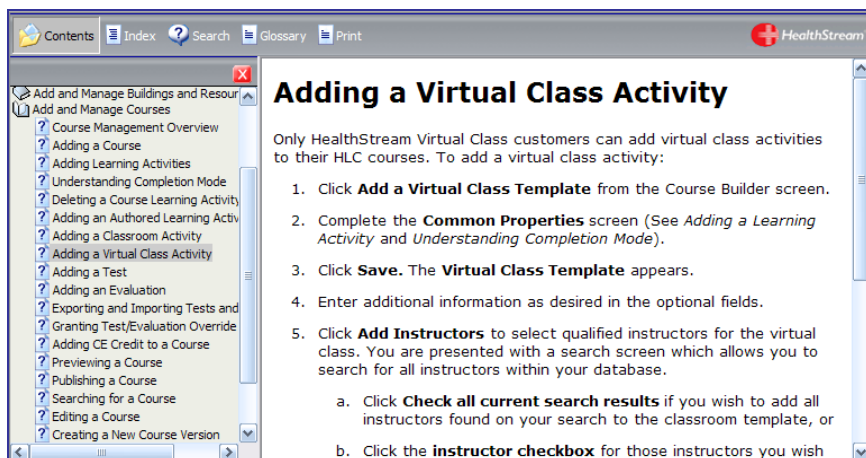 Contents Index Search Glossary Print
HealthStream
Add and Manage Buildings and Resour
Add and Manage Courses
Course Management Overview
Adding a Course
Adding Learning Activities
Understanding Completion Mode
Deleting a Course Learning Activity
Adding an Authored Learning Activ
Adding a Classroom Activity
Adding a Virtual Class Activity
Adding a Test
Adding an Evaluation
Exporting and Importing Tests and
Granting Test/Evaluation Override
Adding CE Credit to a Course
Previewing a Course
Publishing a Course
Searching for a Course
Editing a Course
Creating a New Course Version
Adding a Virtual Class Activity
Only HealthStream Virtual Class customers can add virtual class activities
to their HLC courses. To add a virtual class activity:
1. Click Add a Virtual Class Template from the Course Builder screen.
2. Complete the Common Properties screen (See Adding a Learning
Activity and Understanding Completion Mode).
3. Click Save. The Virtual Class Template appears.
4. Enter additional information as desired in the optional fields.
5. Click Add Instructors to select qualified instructors for the virtual
class. You are presented with a search screen which allows you to
search for all instructors within your database.
a. Click Check all current search results if you wish to add all
instructors found on your search to the classroom template, or
b. Click the instructor checkbox for those instructors you wish